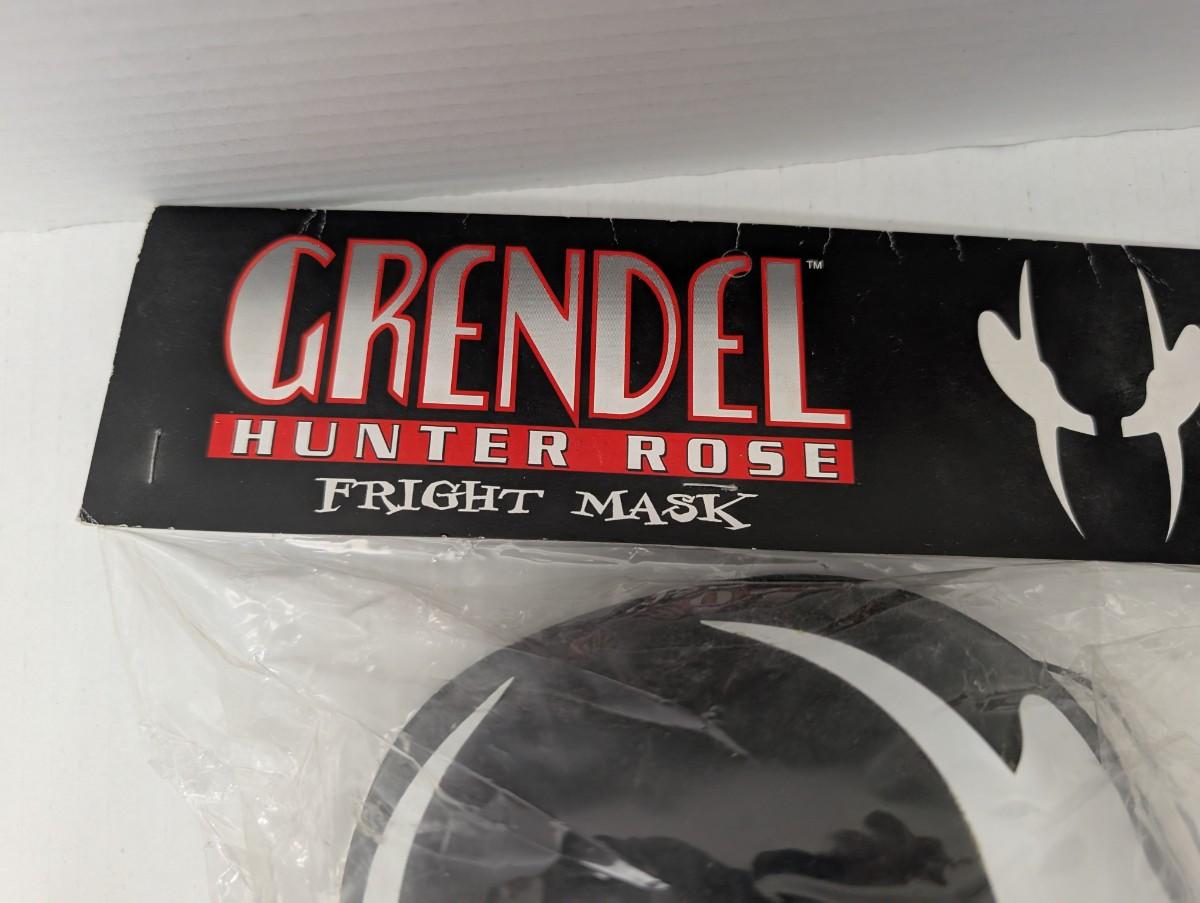 GRENDEL™
HUNTER ROSE
FRIGHT MASK